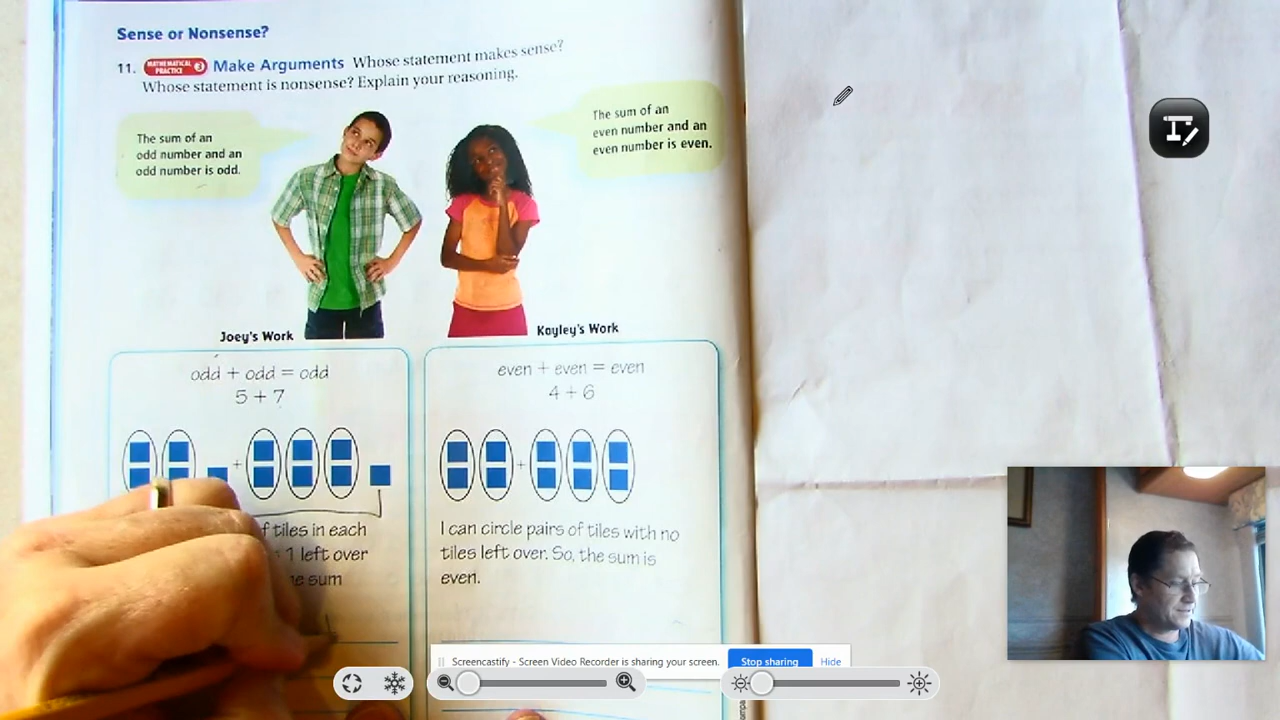 Sense or Nonsense?
11. MATHEMATICAL PRACTICE 3 Make Arguments Whose statement makes sense?
Whose statement is nonsense? Explain your reasoning.
The sum of an
odd number and an
odd number is odd.
The sum of an
even number and an
even number is even.
Joey's Work
Kayley's Work
odd + odd = odd
5 + 7
+
f tiles in each
1 left over
e sum
even + even = even
4 + 6
+
I can circle pairs of tiles with no
tiles left over. So, the sum is
even.
Screencastify - Screen Video Recorder is sharing your screen.
Stop sharing
Hide